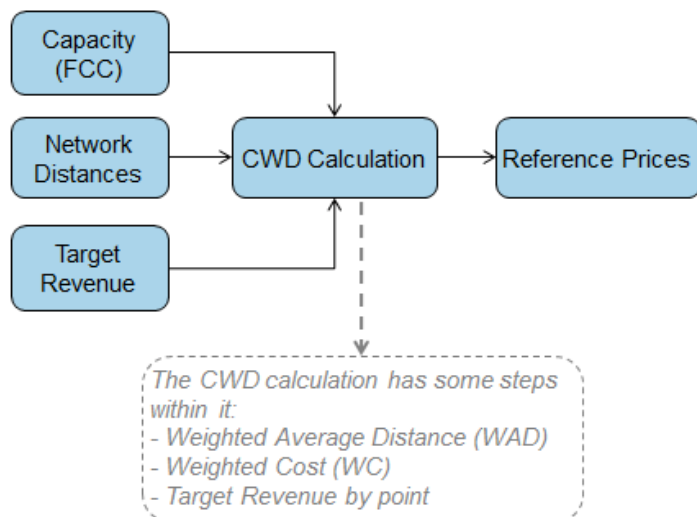 Capacity
(FCC)
Network
Distances
CWD Calculation
Reference Prices
Target
Revenue
The CWD calculation has some steps
within it:
- Weighted Average Distance (WAD)
- Weighted Cost (WC)
- Target Revenue by point